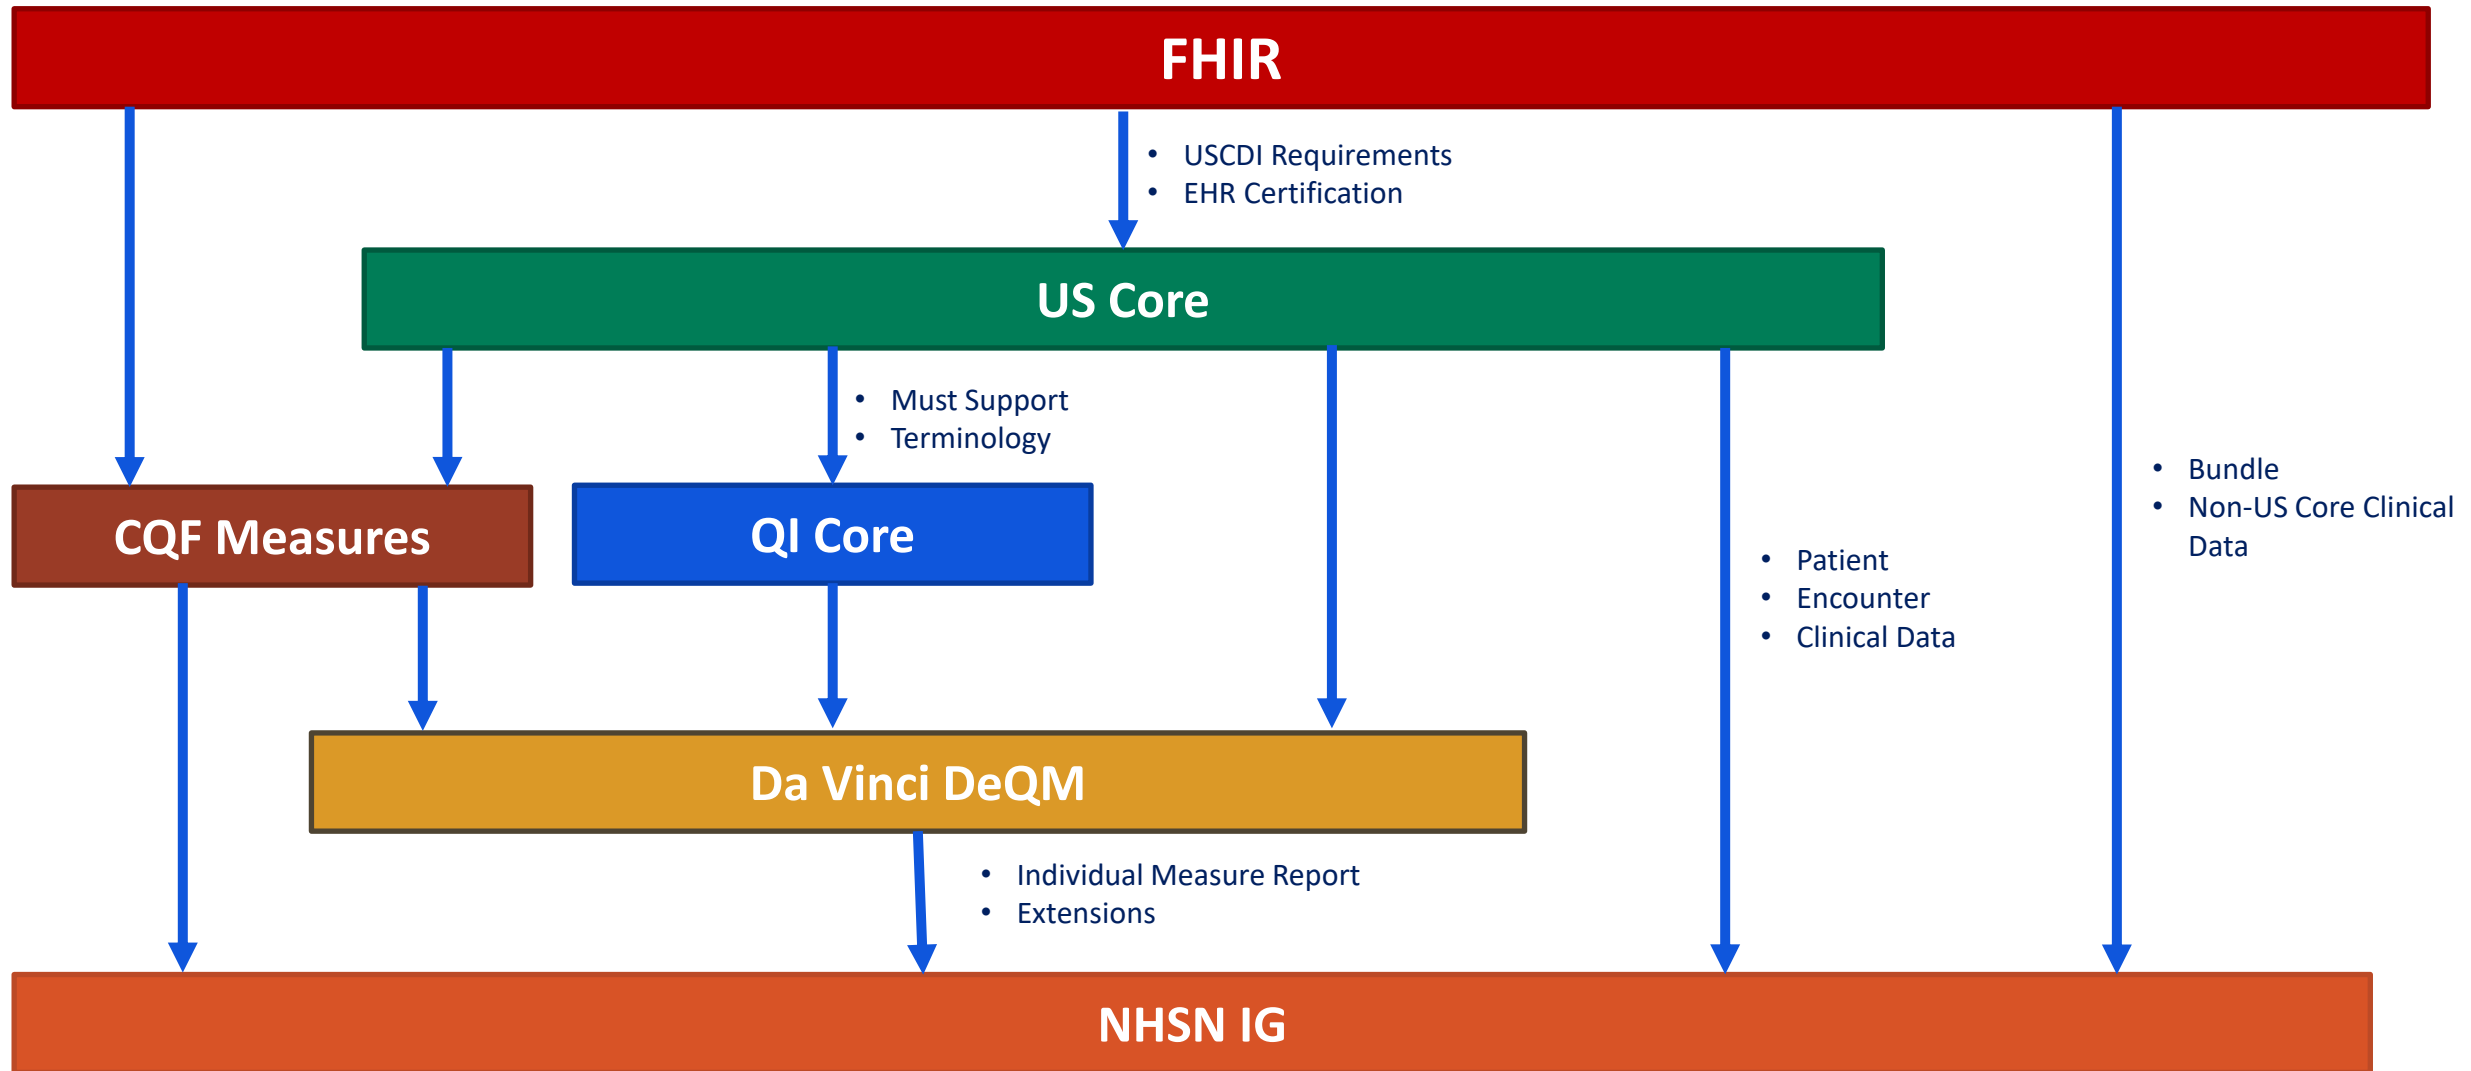 FHIR
• USCDI Requirements
• EHR Certification
US Core
• Must Support
• Terminology
• Bundle
• Non-US Core Clinical
Data
CQF Measures
QI Core
• Patient
• Encounter
• Clinical Data
Da Vinci DeQM
• Individual Measure Report
• Extensions
NHSN IG